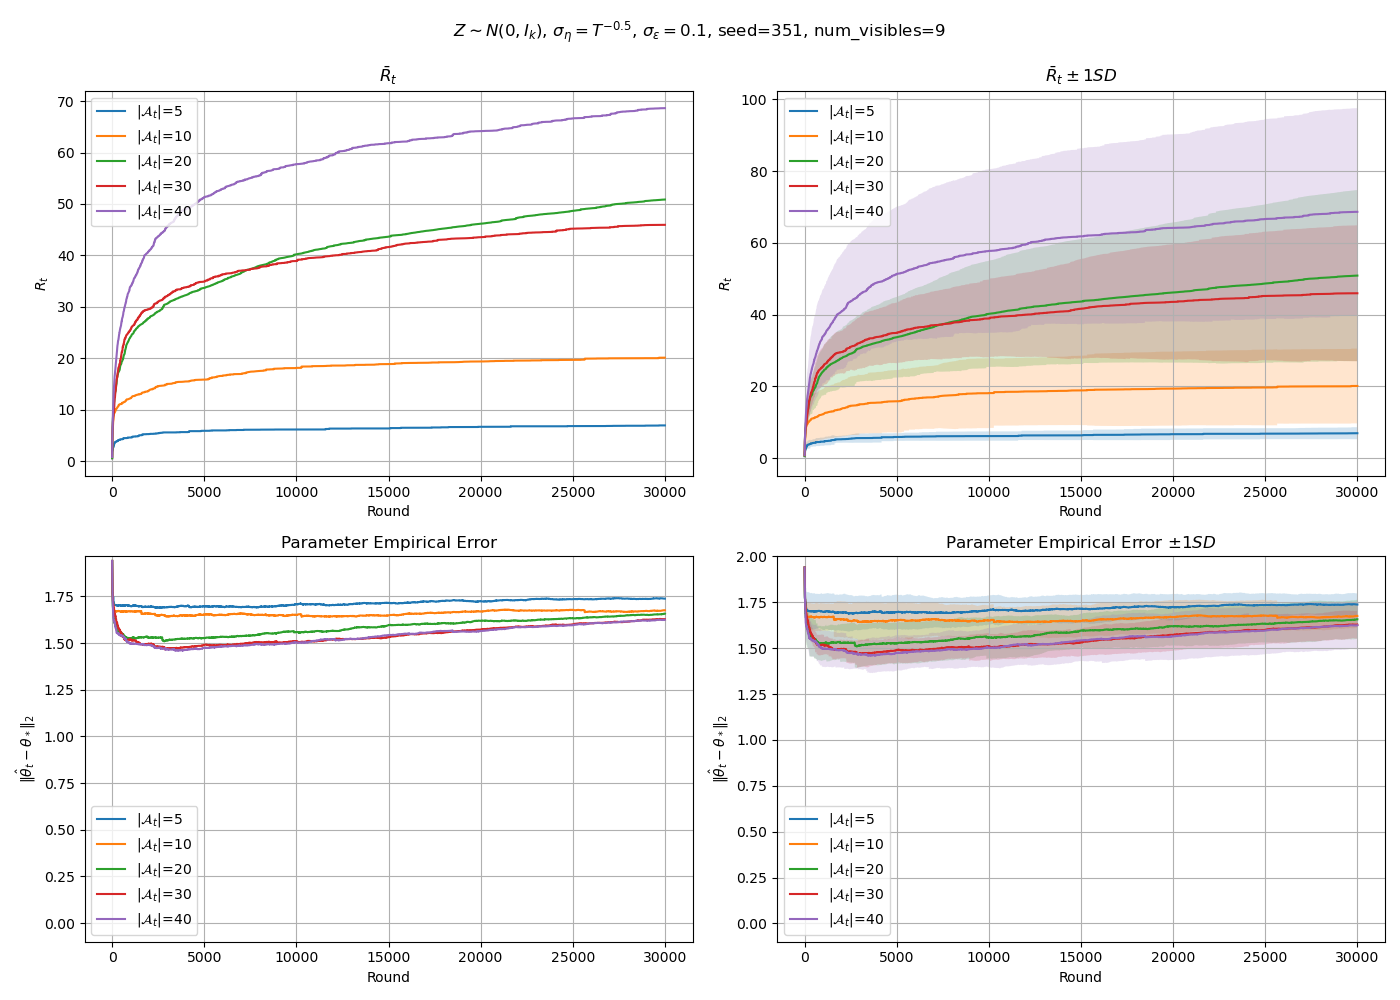 Z ∼ N(0, I_k), σ_η = T^{−0.5}, σ_ε = 0.1, seed=351, num_visibles=9
R̄_t
R_t
70
60
50
40
30
20
10
0
|𝒜_t|=5
|𝒜_t|=10
|𝒜_t|=20
|𝒜_t|=30
|𝒜_t|=40
0 5000 10000 15000 20000 25000 30000
Round
R̄_t ± 1SD
R_t
100
80
60
40
20
0
|𝒜_t|=5
|𝒜_t|=10
|𝒜_t|=20
|𝒜_t|=30
|𝒜_t|=40
0 5000 10000 15000 20000 25000 30000
Round
Parameter Empirical Error
‖θ̂_t − θ_*‖_2
1.75
1.50
1.25
1.00
0.75
0.50
0.25
0.00
|𝒜_t|=5
|𝒜_t|=10
|𝒜_t|=20
|𝒜_t|=30
|𝒜_t|=40
0 5000 10000 15000 20000 25000 30000
Round
Parameter Empirical Error ±1SD
‖θ̂_t − θ_*‖_2
2.00
1.75
1.50
1.25
1.00
0.75
0.50
0.25
0.00
|𝒜_t|=5
|𝒜_t|=10
|𝒜_t|=20
|𝒜_t|=30
|𝒜_t|=40
0 5000 10000 15000 20000 25000 30000
Round